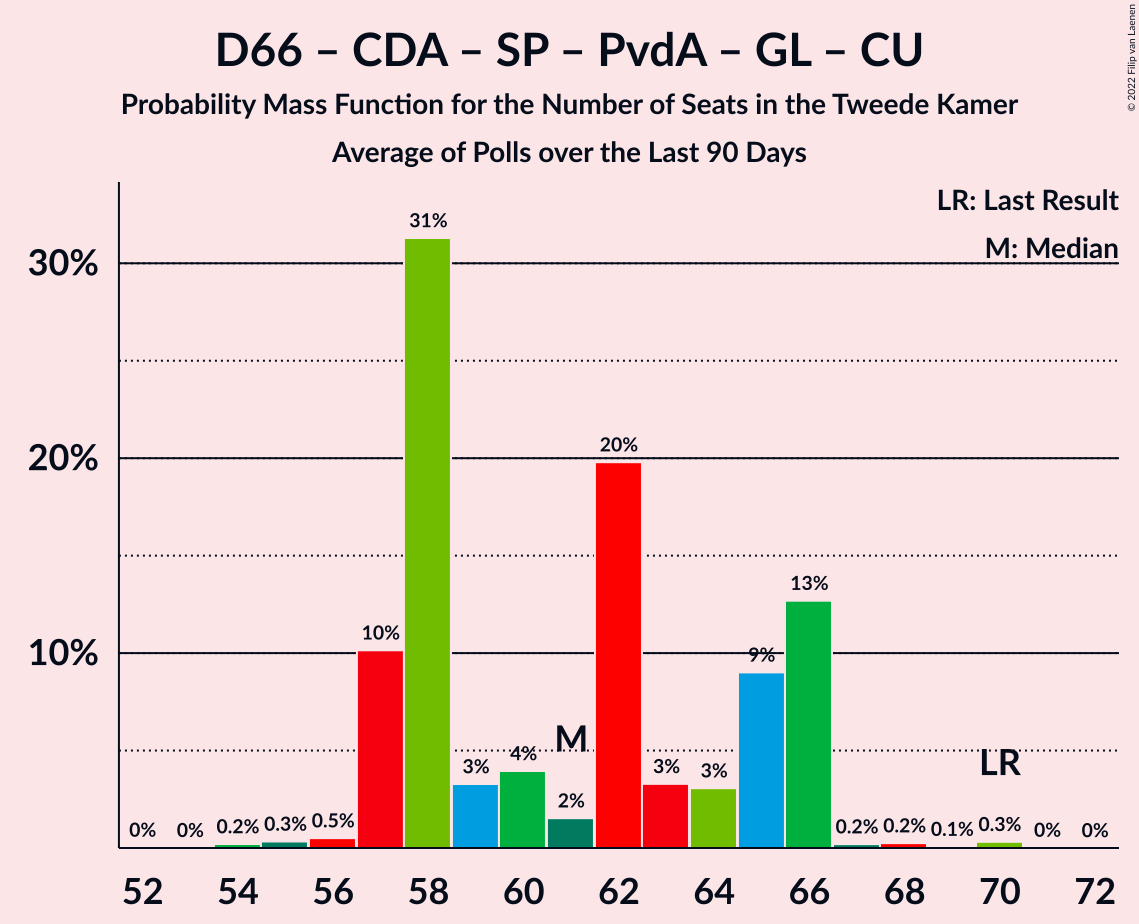 D66 – CDA – SP – PvdA – GL – CU
Probability Mass Function for the Number of Seats in the Tweede Kamer
Average of Polls over the Last 90 Days
© 2022 Filip van Laenen
LR: Last Result
M: Median
30%
20%
10%
0%
0%
0.2%
0.3%
0.5%
10%
31%
3%
4%
2%
M
20%
3%
3%
9%
13%
0.2%
0.2%
0.1%
0.3%
LR
0%
0%
52 54 56 58 60 62 64 66 68 70 72